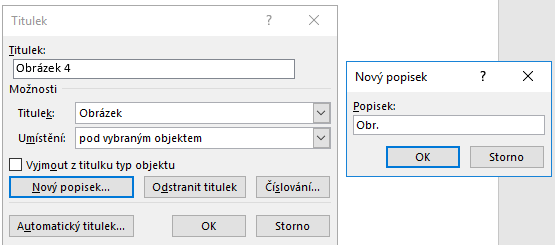 Titulek
? ×
Titulek:
Obrázek 4
Možnosti
Titulek: Obrázek
Umístění: pod vybraným objektem
Vyjmout z titulku typ objektu
Nový popisek... Odstranit titulek Číslování...
Automatický titulek... OK Storno
Nový popisek ? ×
Popisek:
Obr.
OK Storno